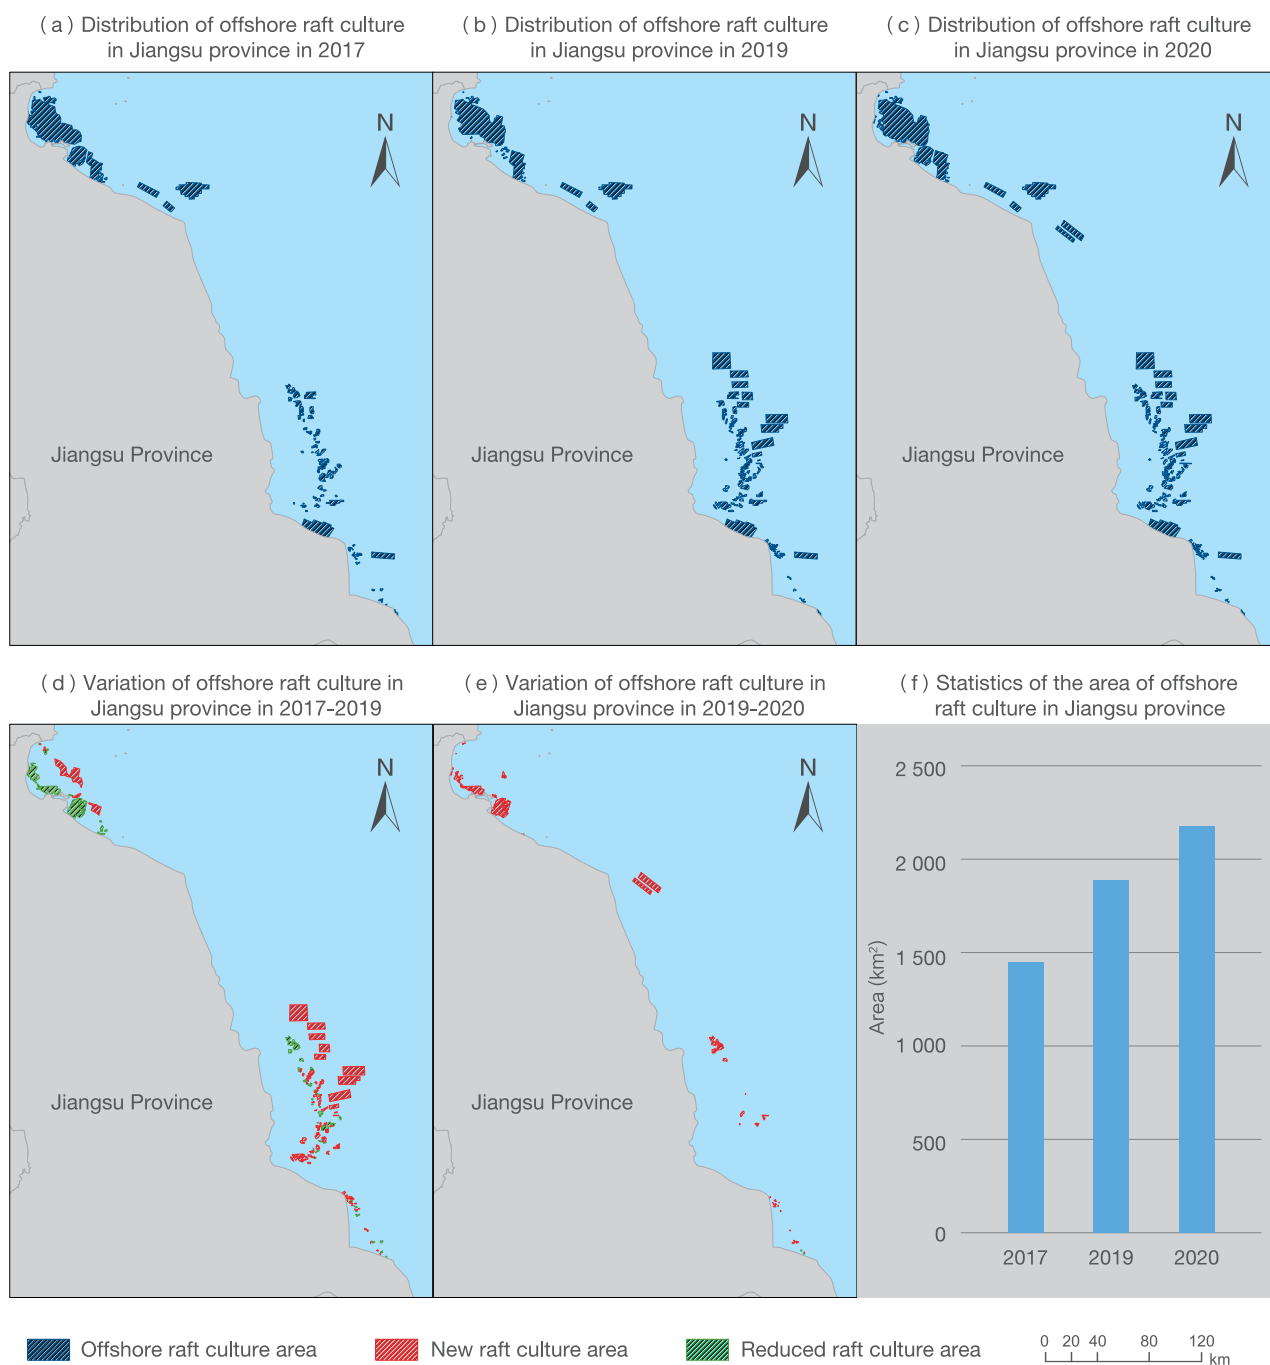 ( a ) Distribution of offshore raft culture
in Jiangsu province in 2017
( b ) Distribution of offshore raft culture
in Jiangsu province in 2019
( c ) Distribution of offshore raft culture
in Jiangsu province in 2020
N
Jiangsu Province
N
Jiangsu Province
N
Jiangsu Province
( d ) Variation of offshore raft culture in
Jiangsu province in 2017-2019
( e ) Variation of offshore raft culture in
Jiangsu province in 2019-2020
( f ) Statistics of the area of offshore
raft culture in Jiangsu province
N
Jiangsu Province
N
Jiangsu Province
Area (km²)
2 500
2 000
1 500
1 000
500
0
2017 2019 2020
Offshore raft culture area
New raft culture area
Reduced raft culture area
0 20 40 80 120
km